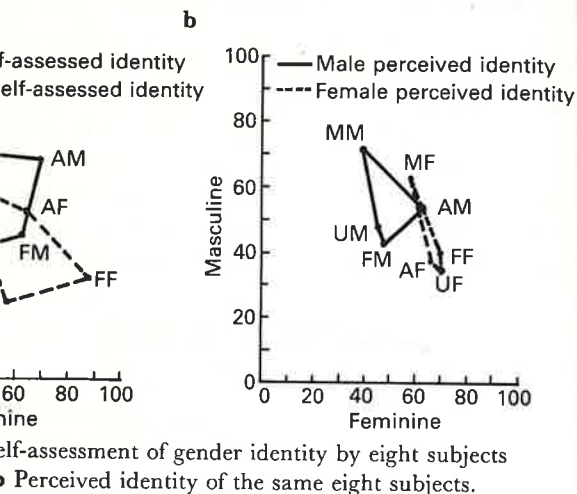 b
f-assessed identity
elf-assessed identity
AM
AF
FM
FF
60 80 100
nine
100
80
60
40
20
0
Masculine
Male perceived identity
Female perceived identity
MM
MF
AM
UM
FM
AF
FF
UF
0 20 40 60 80 100
Feminine
elf-assessment of gender identity by eight subjects
Perceived identity of the same eight subjects.